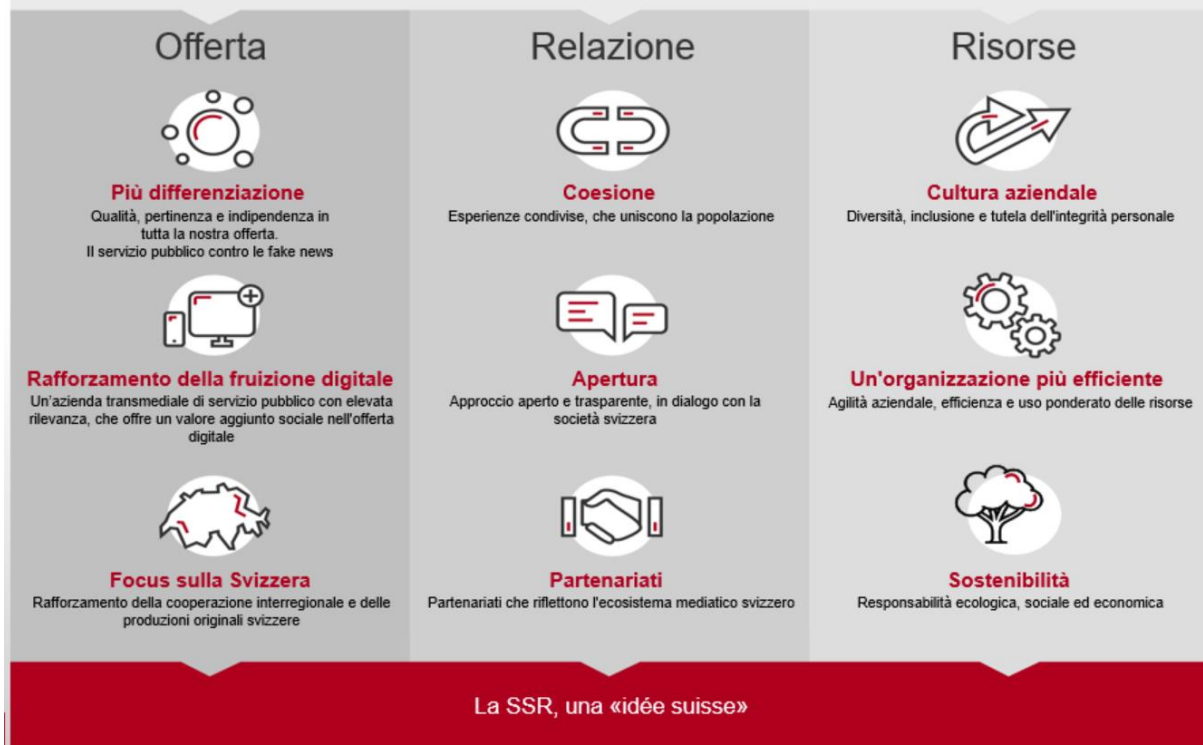 Offerta
Più differenziazione
Qualità, pertinenza e indipendenza in
tutta la nostra offerta.
Il servizio pubblico contro le fake news
Rafforzamento della fruizione digitale
Un'azienda transmediale di servizio pubblico con elevata
rilevanza, che offre un valore aggiunto sociale nell'offerta
digitale
Focus sulla Svizzera
Rafforzamento della cooperazione interregionale e delle
produzioni originali svizzere
Relazione
Coesione
Esperienze condivise, che uniscono la popolazione
Apertura
Approccio aperto e trasparente, in dialogo con la
società svizzera
Partenariati
Partenariati che riflettono l'ecosistema mediatico svizzero
Risorse
Cultura aziendale
Diversità, inclusione e tutela dell'integrità personale
Un'organizzazione più efficiente
Agilità aziendale, efficienza e uso ponderato delle risorse
Sostenibilità
Responsabilità ecologica, sociale ed economica
La SSR, una «idée suisse»